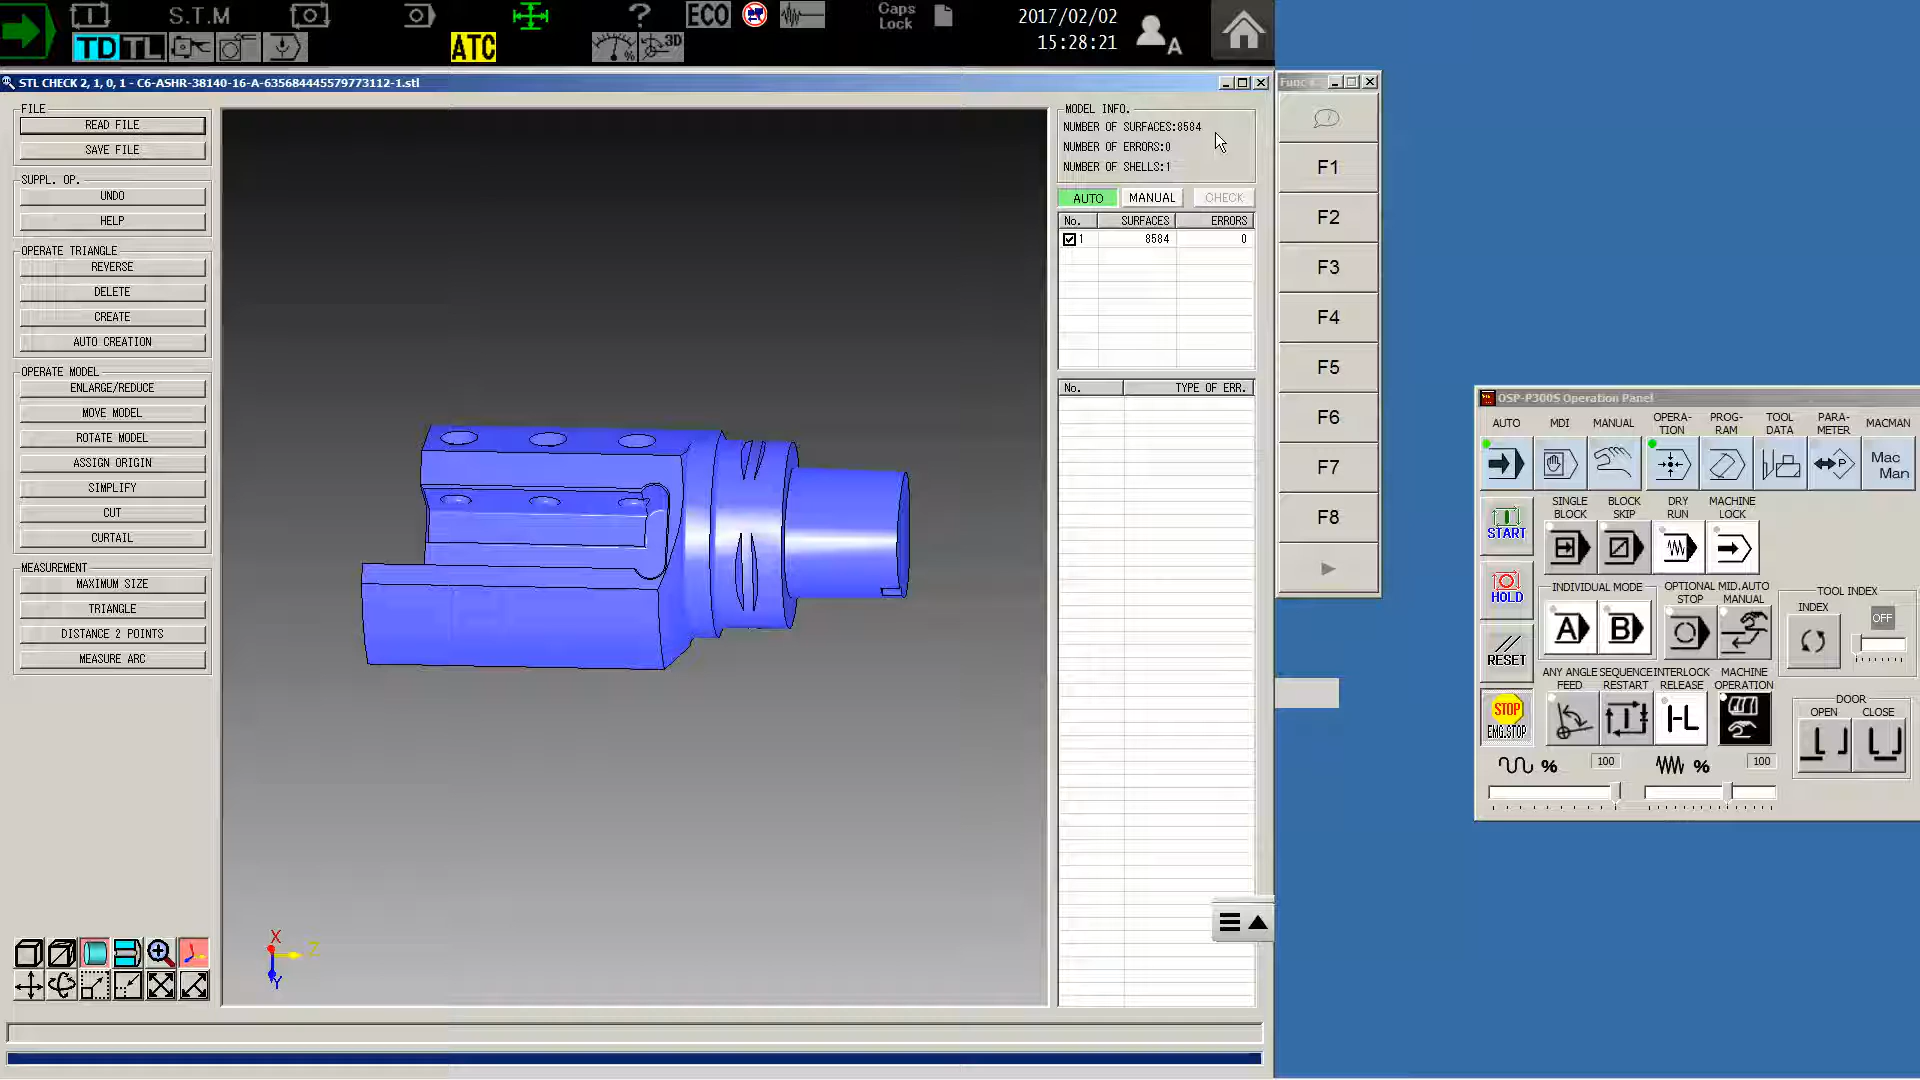 S.T.M
?
ECO
Caps
Lock
2017/02/02
15:28:21
A
TD TL
ATC
%
3D
STL CHECK 2, 1, 0, 1 - C6-ASHR-38140-16-A-635684445579773112-1.stl
FILE
READ FILE
SAVE FILE
SUPPL. OP.
UNDO
HELP
OPERATE TRIANGLE
REVERSE
DELETE
CREATE
AUTO CREATION
OPERATE MODEL
ENLARGE/REDUCE
MOVE MODEL
ROTATE MODEL
ASSIGN ORIGIN
SIMPLIFY
CUT
CURTAIL
MEASUREMENT
MAXIMUM SIZE
TRIANGLE
DISTANCE 2 POINTS
MEASURE ARC
X
Z
Y
MODEL INFO.
NUMBER OF SURFACES:8584
NUMBER OF ERRORS:0
NUMBER OF SHELLS:1
AUTO MANUAL CHECK
No. SURFACES ERRORS
1 8584 0
No. TYPE OF ERR.
F1
F2
F3
F4
F5
F6
F7
F8
OSP-P300S Operation Panel
AUTO MDI MANUAL OPERA-TION PROG-RAM TOOL DATA PARA-METER MACMAN
P
Mac
Man
START
SINGLE BLOCK
BLOCK SKIP
DRY RUN
MACHINE LOCK
HOLD
INDIVIDUAL MODE
A B
OPTIONAL STOP
MID.AUTO MANUAL
TOOL INDEX
INDEX
OFF
RESET
STOP
EMG.STOP
ANY ANGLE FEED
SEQUENCE RESTART
INTERLOCK RELEASE
MACHINE OPERATION
DOOR
OPEN CLOSE
% 100
% 100